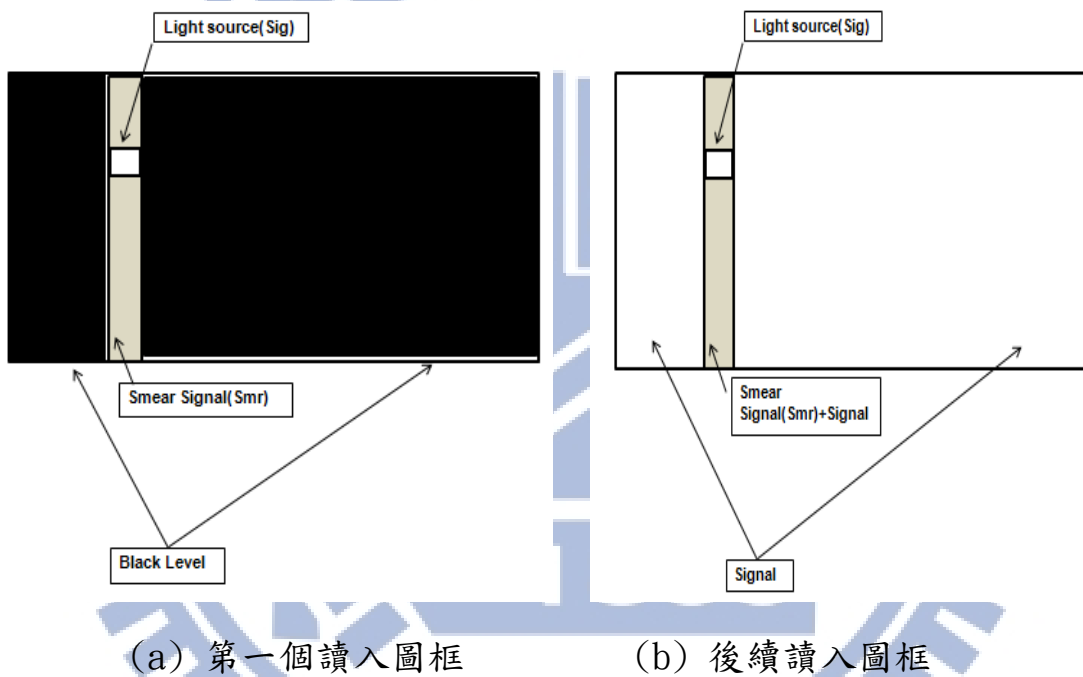 Light source(Sig)
Smear Signal(Smr)
Black Level
(a) 第一個讀入圖框
Light source(Sig)
Smear
Signal(Smr)+Signal
Signal
(b) 後續讀入圖框